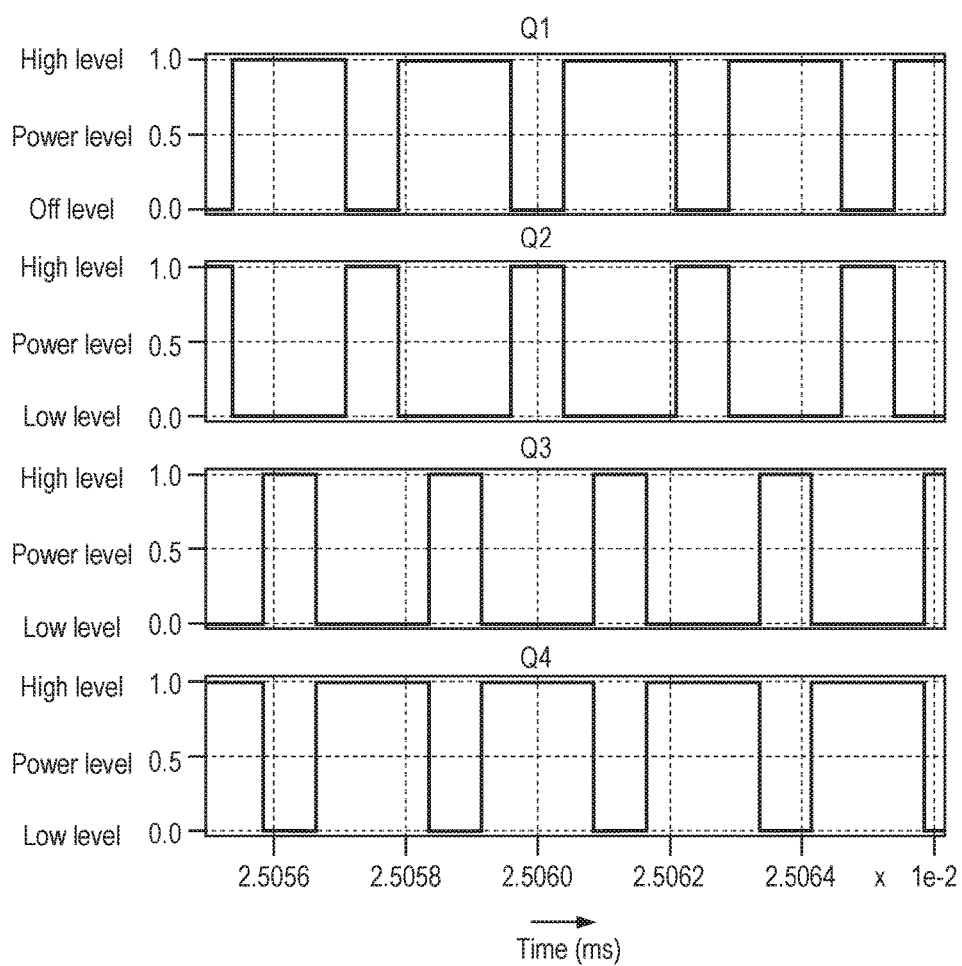 Q1
High level 1.0
Power level 0.5
Off level 0.0
Q2
High level 1.0
Power level 0.5
Low level 0.0
Q3
High level 1.0
Power level 0.5
Low level 0.0
Q4
High level 1.0
Power level 0.5
Low level 0.0
2.5056 2.5058 2.5060 2.5062 2.5064 x 1e-2
Time (ms)